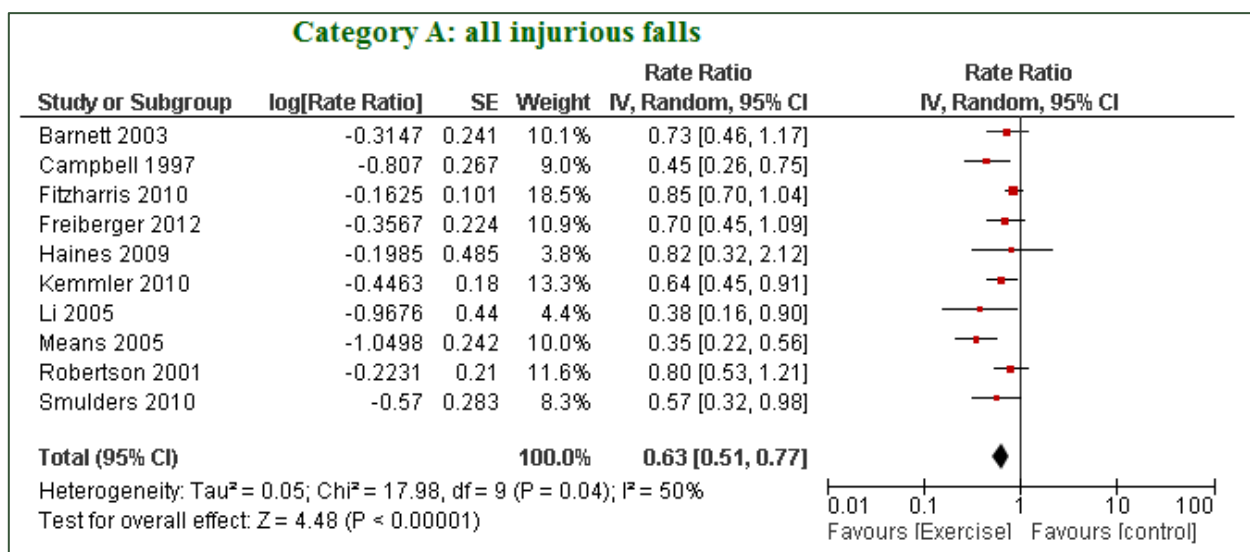 Category A: all injurious falls
Rate Ratio Rate Ratio
Study or Subgroup log[Rate Ratio] SE Weight IV, Random, 95% CI IV, Random, 95% CI
Barnett 2003 -0.3147 0.241 10.1% 0.73 [0.46, 1.17]
Campbell 1997 -0.807 0.267 9.0% 0.45 [0.26, 0.75]
Fitzharris 2010 -0.1625 0.101 18.5% 0.85 [0.70, 1.04]
Freiberger 2012 -0.3567 0.224 10.9% 0.70 [0.45, 1.09]
Haines 2009 -0.1985 0.485 3.8% 0.82 [0.32, 2.12]
Kemmler 2010 -0.4463 0.18 13.3% 0.64 [0.45, 0.91]
Li 2005 -0.9676 0.44 4.4% 0.38 [0.16, 0.90]
Means 2005 -1.0498 0.242 10.0% 0.35 [0.22, 0.56]
Robertson 2001 -0.2231 0.21 11.6% 0.80 [0.53, 1.21]
Smulders 2010 -0.57 0.283 8.3% 0.57 [0.32, 0.98]
Total (95% CI) 100.0% 0.63 [0.51, 0.77]
Heterogeneity: Tau² = 0.05; Chi² = 17.98, df = 9 (P = 0.04); I² = 50%
Test for overall effect: Z = 4.48 (P < 0.00001)
0.01 0.1 1 10 100
Favours [Exercise] Favours [control]